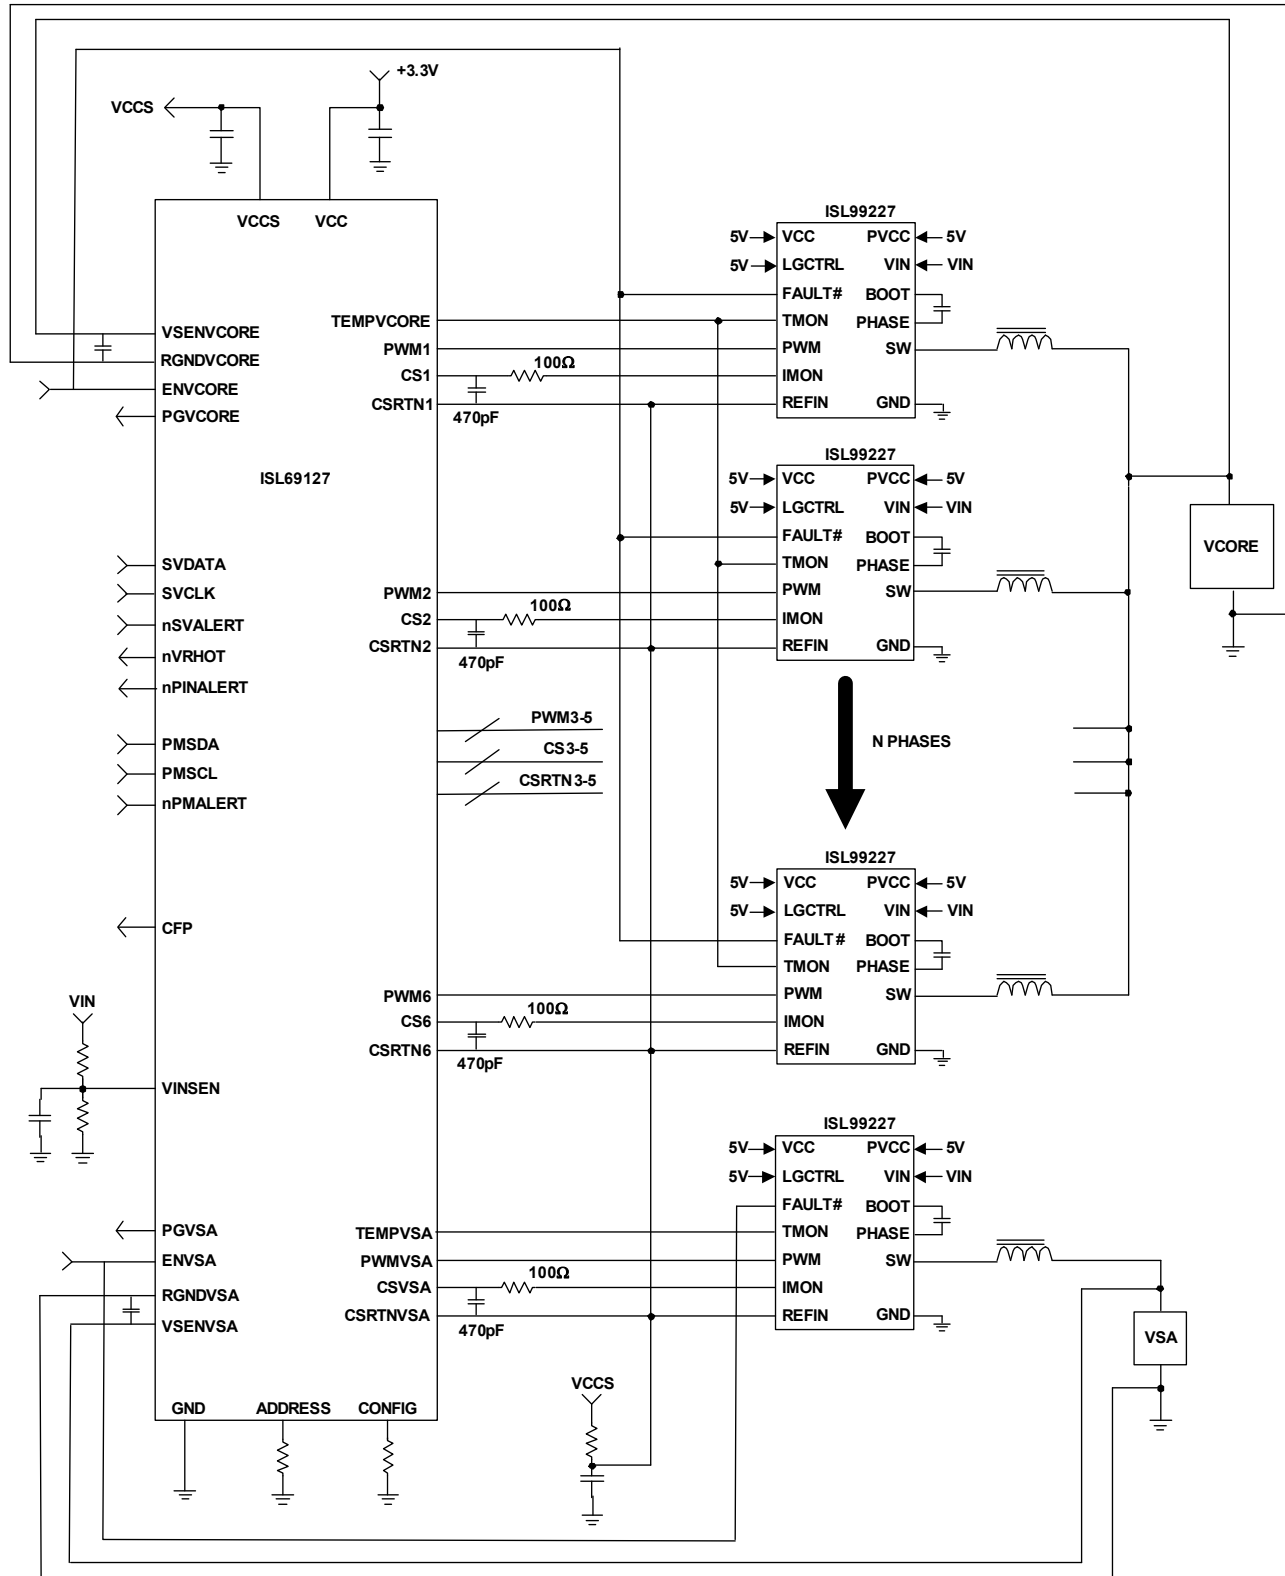 +3.3V
VCCS
VCCS
VCC
ISL69127
VSENVCORE
RGNDVCORE
ENVCORE
PGVCORE
SVDATA
SVCLK
nSVALERT
nVRHOT
nPINALERT
PMSDA
PMSCL
nPMALERT
CFP
VIN
VINSEN
PGVSA
ENVSA
RGNDVSA
VSENVSA
GND
ADDRESS
CONFIG
TEMPVCORE
PWM1
CS1
CSRTN1
100Ω
470pF
PWM2
CS2
CSRTN2
100Ω
470pF
PWM3-5
CS3-5
CSRTN3-5
PWM6
CS6
CSRTN6
100Ω
470pF
TEMPVSA
PWMVSA
CSVSA
CSRTNVSA
100Ω
470pF
VCCS
ISL99227
5V
VCC
PVCC
5V
5V
LGCTRL
VIN
VIN
FAULT#
BOOT
TMON
PHASE
PWM
SW
IMON
REFIN
GND
ISL99227
5V
VCC
PVCC
5V
5V
LGCTRL
VIN
VIN
FAULT#
BOOT
TMON
PHASE
PWM
SW
IMON
REFIN
GND
VCORE
N PHASES
ISL99227
5V
VCC
PVCC
5V
5V
LGCTRL
VIN
VIN
FAULT#
BOOT
TMON
PHASE
PWM
SW
IMON
REFIN
GND
ISL99227
5V
VCC
PVCC
5V
5V
LGCTRL
VIN
VIN
FAULT#
BOOT
TMON
PHASE
PWM
SW
IMON
REFIN
GND
VSA